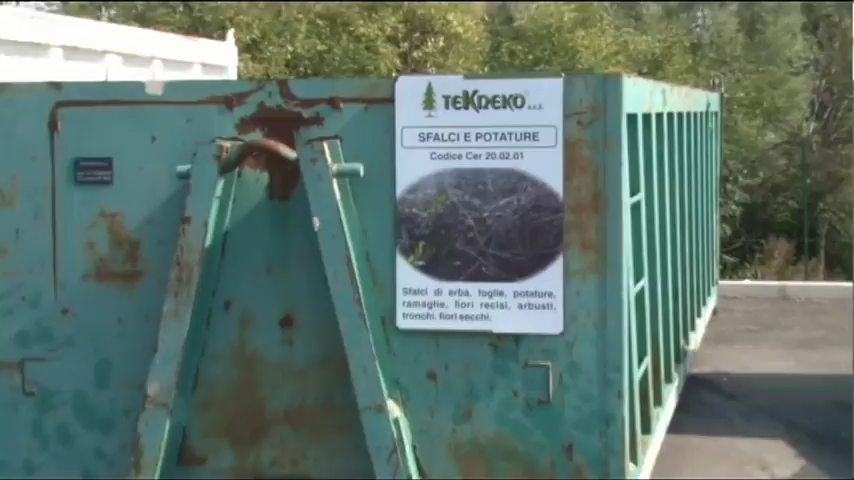 TEKNEKO s.r.l.
SFALCI E POTATURE
Codice Cer 20.02.01
Sfalci di erba, foglie, potature,
ramaglie, fiori recisi, arbusti,
tronchi, fiori secchi.